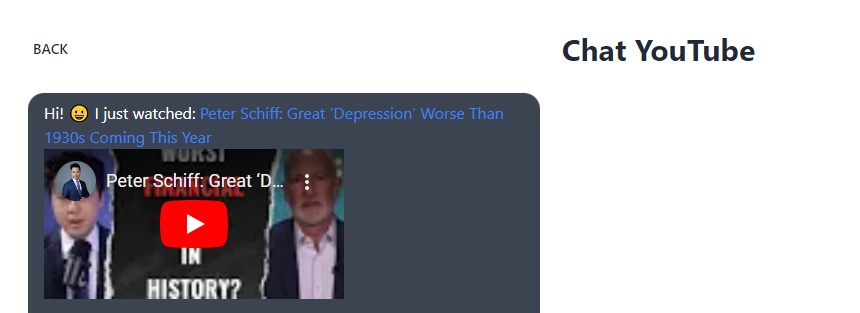 BACK
Chat YouTube
Hi! 😀 I just watched: Peter Schiff: Great ‘Depression’ Worse Than
1930s Coming This Year
Peter Schiff: Great ‘D...
WORST
FINANCIAL
IN
HISTORY?